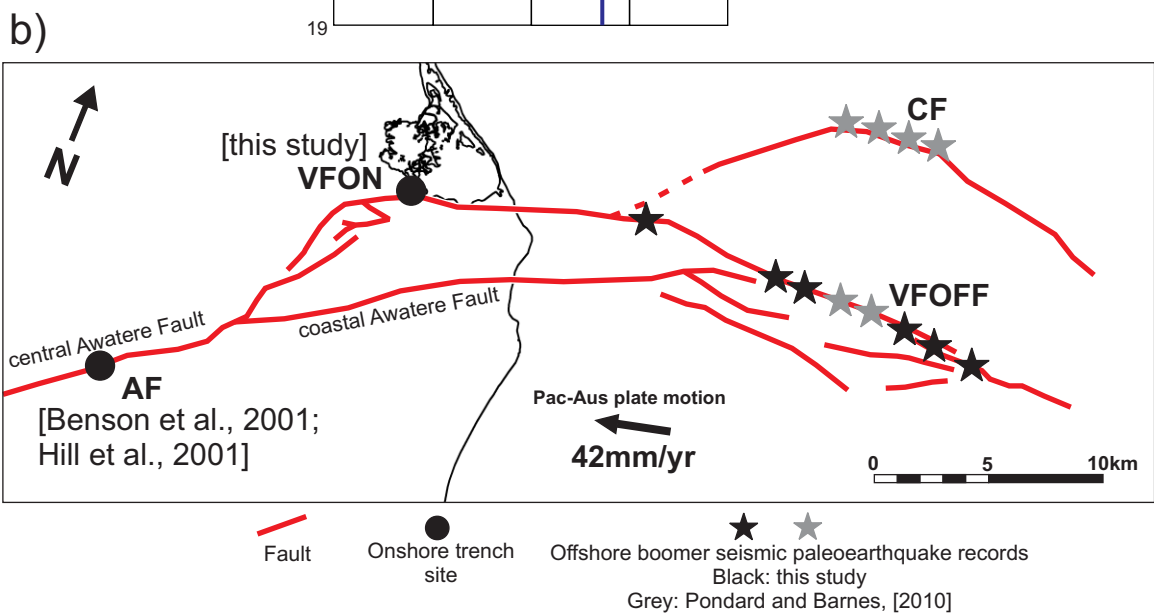 19
b)
N
[this study]
VFON
CF
VFOFF
central Awatere Fault
coastal Awatere Fault
AF
[Benson et al., 2001;
Hill et al., 2001]
Pac-Aus plate motion
42mm/yr
0 5 10km
Fault
Onshore trench
site
Offshore boomer seismic paleoearthquake records
Black: this study
Grey: Pondard and Barnes, [2010]